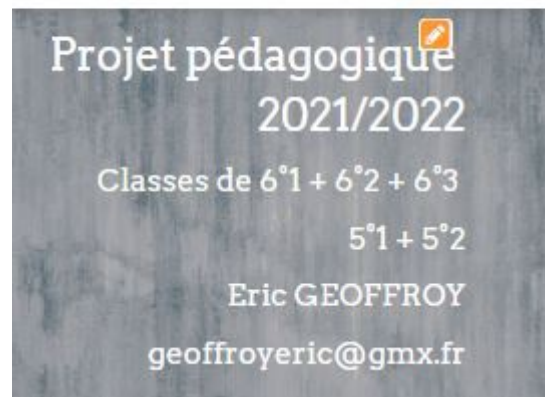 Projet pédagogique
2021/2022
Classes de 6°1 + 6°2 + 6°3
5°1 + 5°2
Eric GEOFFROY
geoffroyeric@gmx.fr